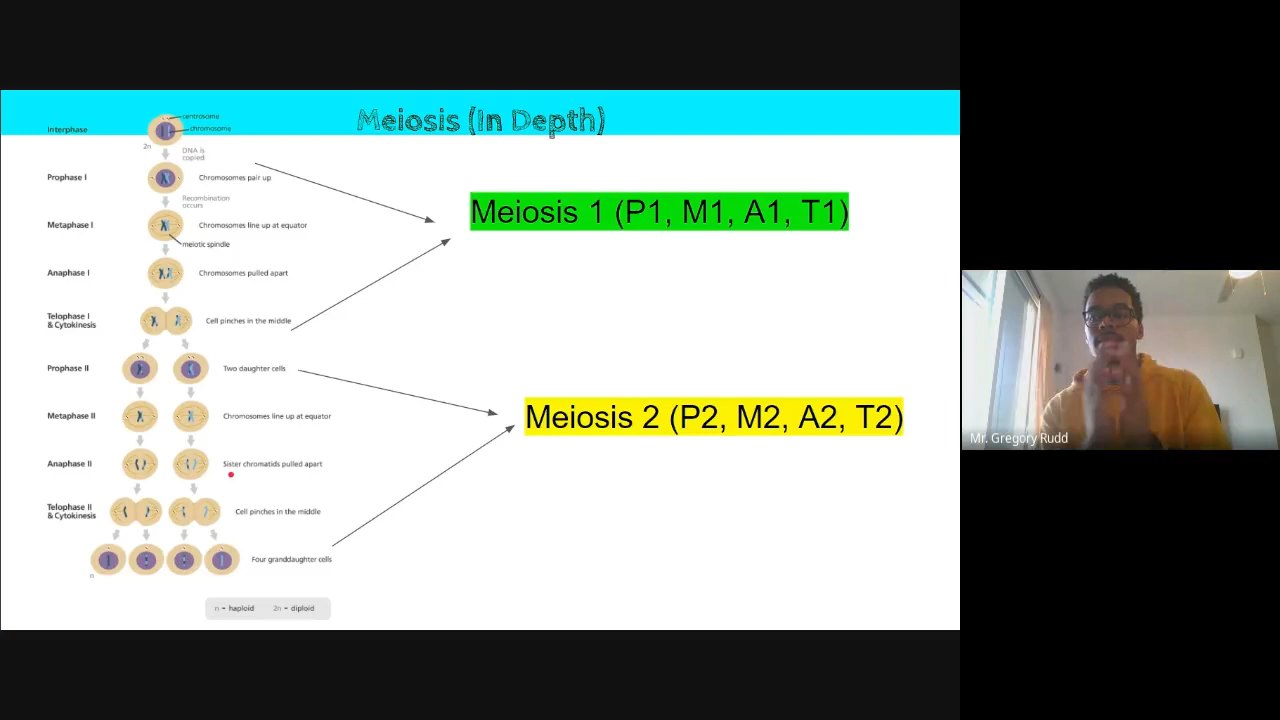 Meiosis (In Depth)
centrosome
Interphase
chromosome
2n
DNA is
copied
Prophase I
Chromosomes pair up
Recombination
occurs
Meiosis 1 (P1, M1, A1, T1)
Metaphase I
Chromosomes line up at equator
meiotic spindle
Anaphase I
Chromosomes pulled apart
Telophase I
& Cytokinesis
Cell pinches in the middle
Prophase II
Two daughter cells
Metaphase II
Chromosomes line up at equator
Meiosis 2 (P2, M2, A2, T2)
Anaphase II
Sister chromatids pulled apart
Telophase II
& Cytokinesis
Cell pinches in the middle
Four granddaughter cells
n
n = haploid 2n = diploid
Mr. Gregory Rudd